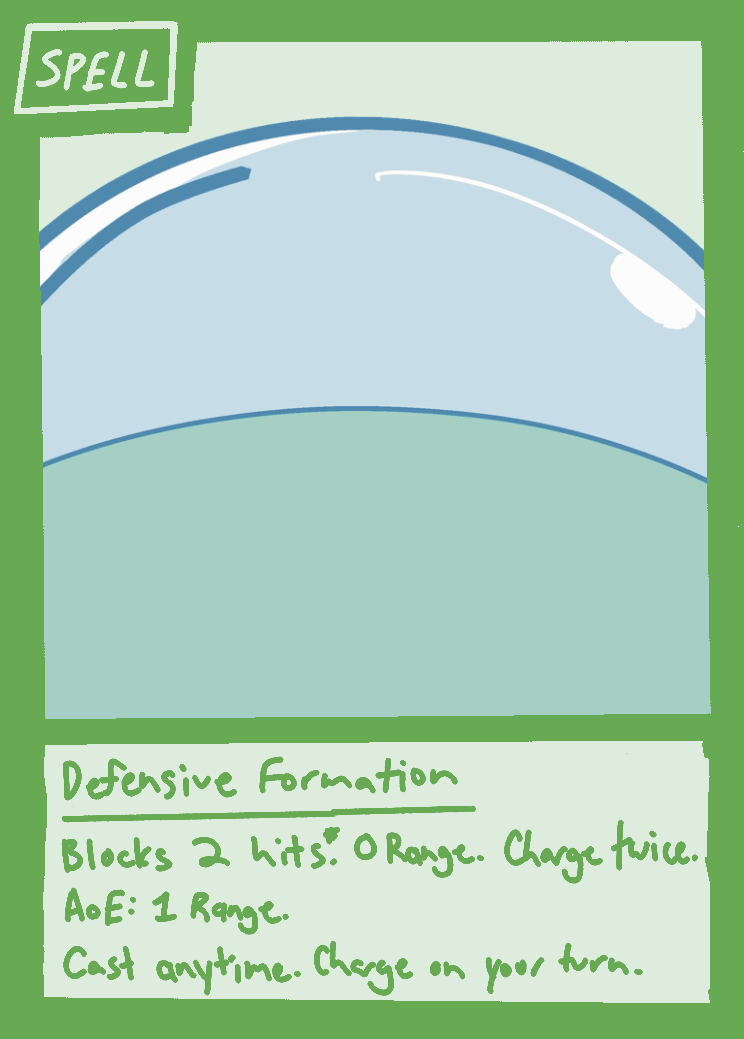 SPELL
Defensive Formation
Blocks 2 hits*. 0 Range. Charge twice.
AoE: 1 Range.
Cast anytime. Charge on your turn.